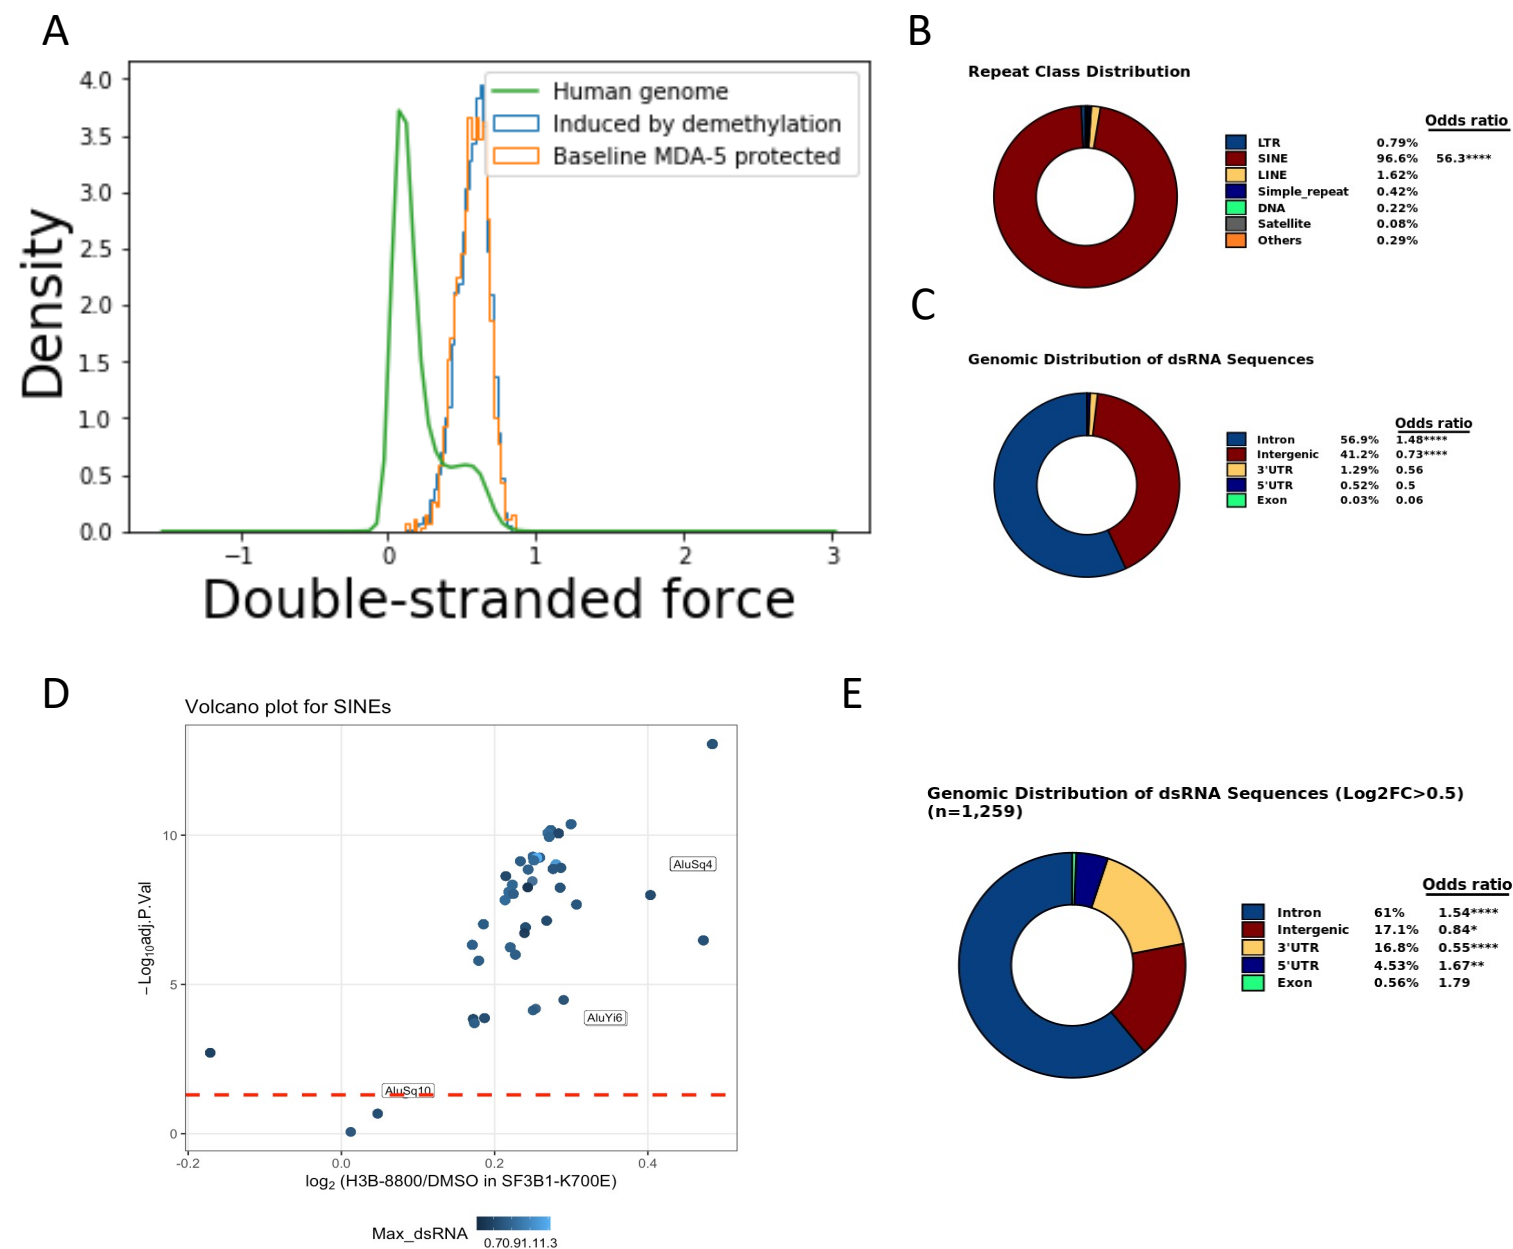 A
4.0
3.5
3.0
2.5
2.0
1.5
1.0
0.5
0.0
Density
Human genome
Induced by demethylation
Baseline MDA-5 protected
−1 0 1 2 3
Double-stranded force
B
Repeat Class Distribution
Odds ratio
LTR 0.79%
SINE 96.6% 56.3****
LINE 1.62%
Simple_repeat 0.42%
DNA 0.22%
Satellite 0.08%
Others 0.29%
C
Genomic Distribution of dsRNA Sequences
Odds ratio
Intron 56.9% 1.48****
Intergenic 41.2% 0.73****
3'UTR 1.29% 0.56
5'UTR 0.52% 0.5
Exon 0.03% 0.06
D
Volcano plot for SINEs
10
5
0
−Log10adj.P.Val
AluSq4
AluYi6
AluSq10
-0.2 0.0 0.2 0.4
log2 (H3B-8800/DMSO in SF3B1-K700E)
Max_dsRNA
0.70.91.11.3
E
Genomic Distribution of dsRNA Sequences (Log2FC>0.5)
(n=1,259)
Odds ratio
Intron 61% 1.54****
Intergenic 17.1% 0.84*
3'UTR 16.8% 0.55****
5'UTR 4.53% 1.67**
Exon 0.56% 1.79